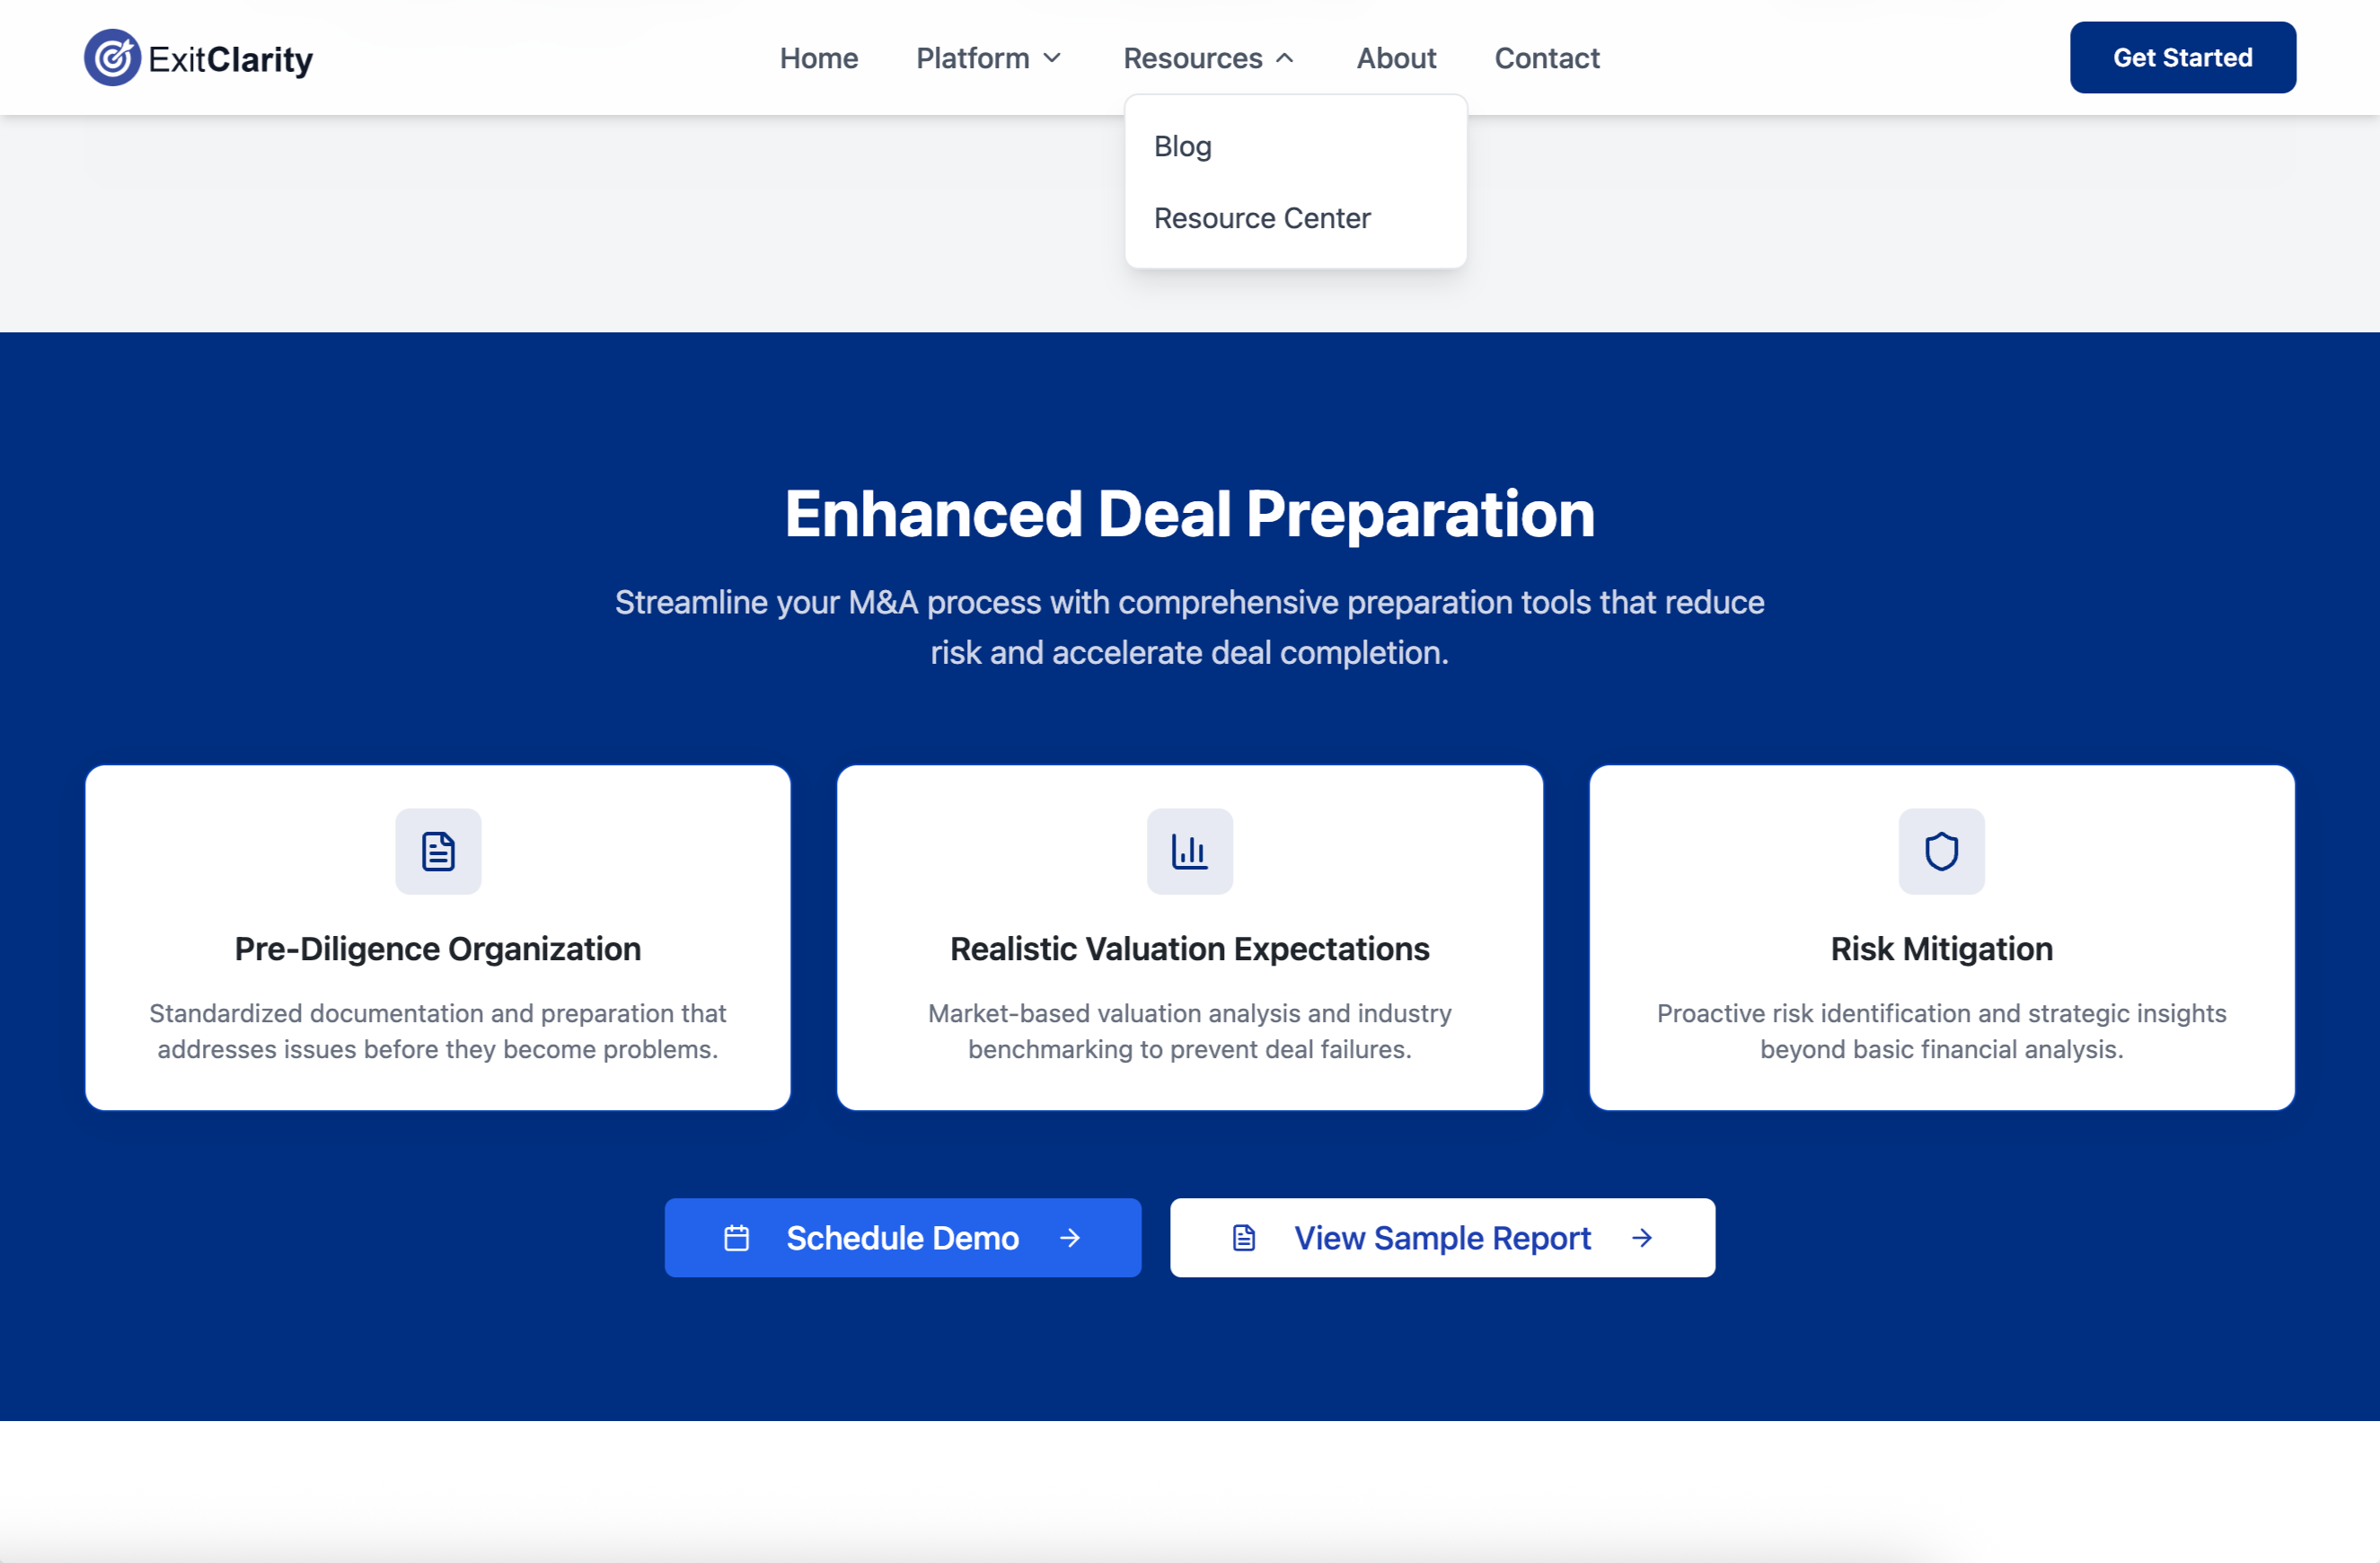 ExitClarity
Home
Platform
Resources
About
Contact
Get Started
Blog
Resource Center
Enhanced Deal Preparation
Streamline your M&A process with comprehensive preparation tools that reduce
risk and accelerate deal completion.
Pre-Diligence Organization
Standardized documentation and preparation that
addresses issues before they become problems.
Realistic Valuation Expectations
Market-based valuation analysis and industry
benchmarking to prevent deal failures.
Risk Mitigation
Proactive risk identification and strategic insights
beyond basic financial analysis.
Schedule Demo
View Sample Report